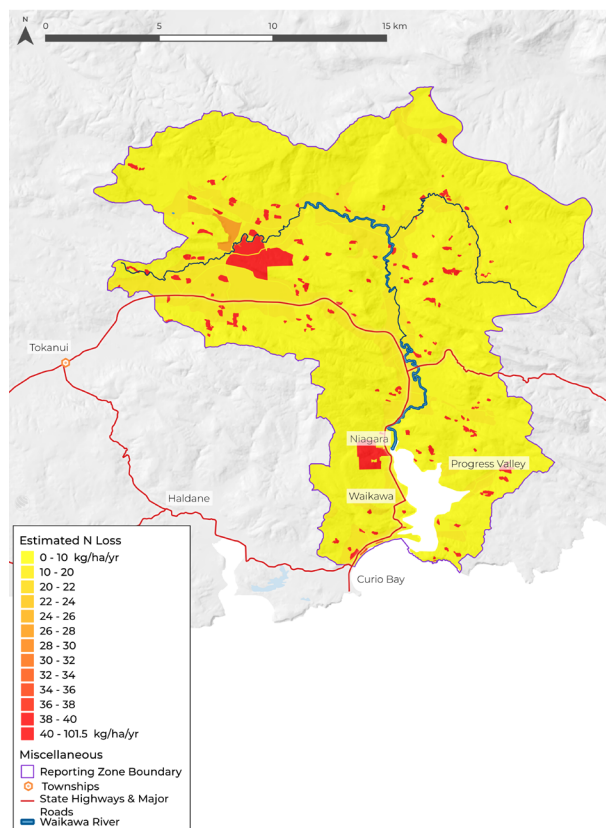 N
0
5
10
15 km
Tokanui
Niagara
Progress Valley
Haldane
Waikawa
Curio Bay
Estimated N Loss
0 - 10 kg/ha/yr
10 - 20
20 - 22
22 - 24
24 - 26
26 - 28
28 - 30
30 - 32
32 - 34
34 - 36
36 - 38
38 - 40
40 - 101.5 kg/ha/yr
Miscellaneous
Reporting Zone Boundary
Townships
State Highways & Major
Roads
Waikawa River